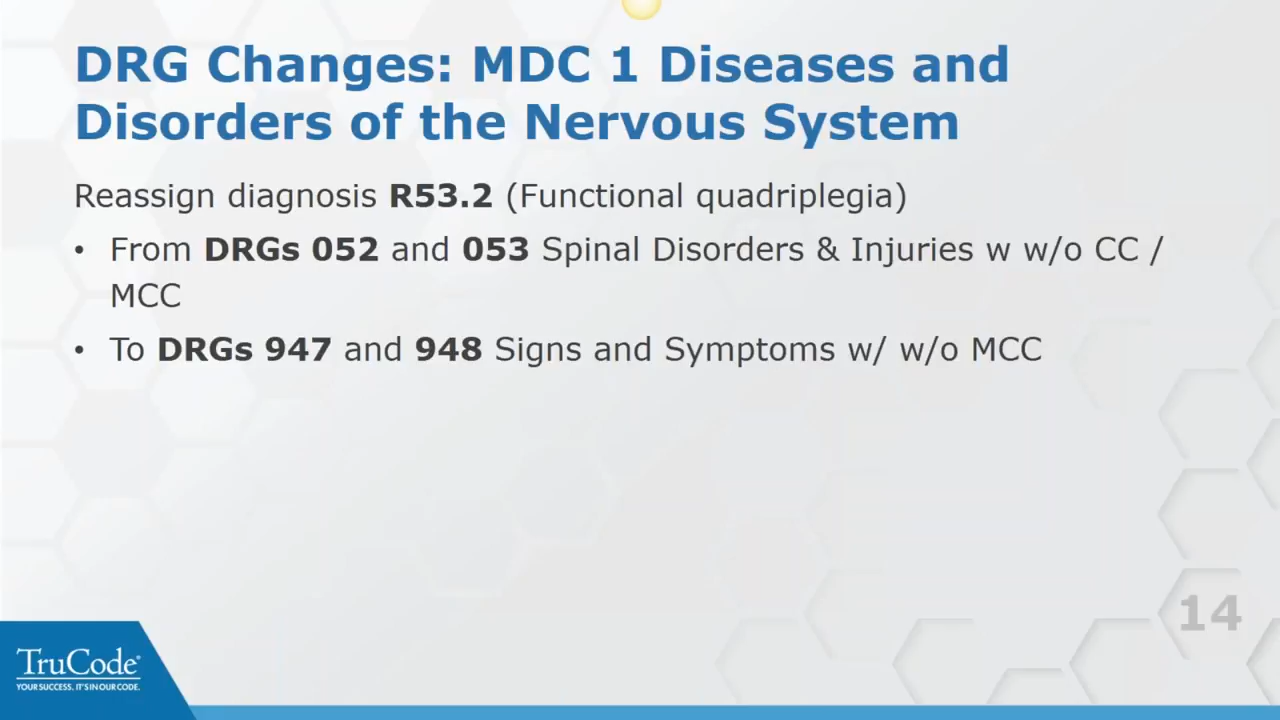 DRG Changes: MDC 1 Diseases and
Disorders of the Nervous System
Reassign diagnosis R53.2 (Functional quadriplegia)
• From DRGs 052 and 053 Spinal Disorders & Injuries w w/o CC /
MCC
• To DRGs 947 and 948 Signs and Symptoms w/ w/o MCC
14
TruCode®
YOUR SUCCESS. IT'S IN OUR CODE.